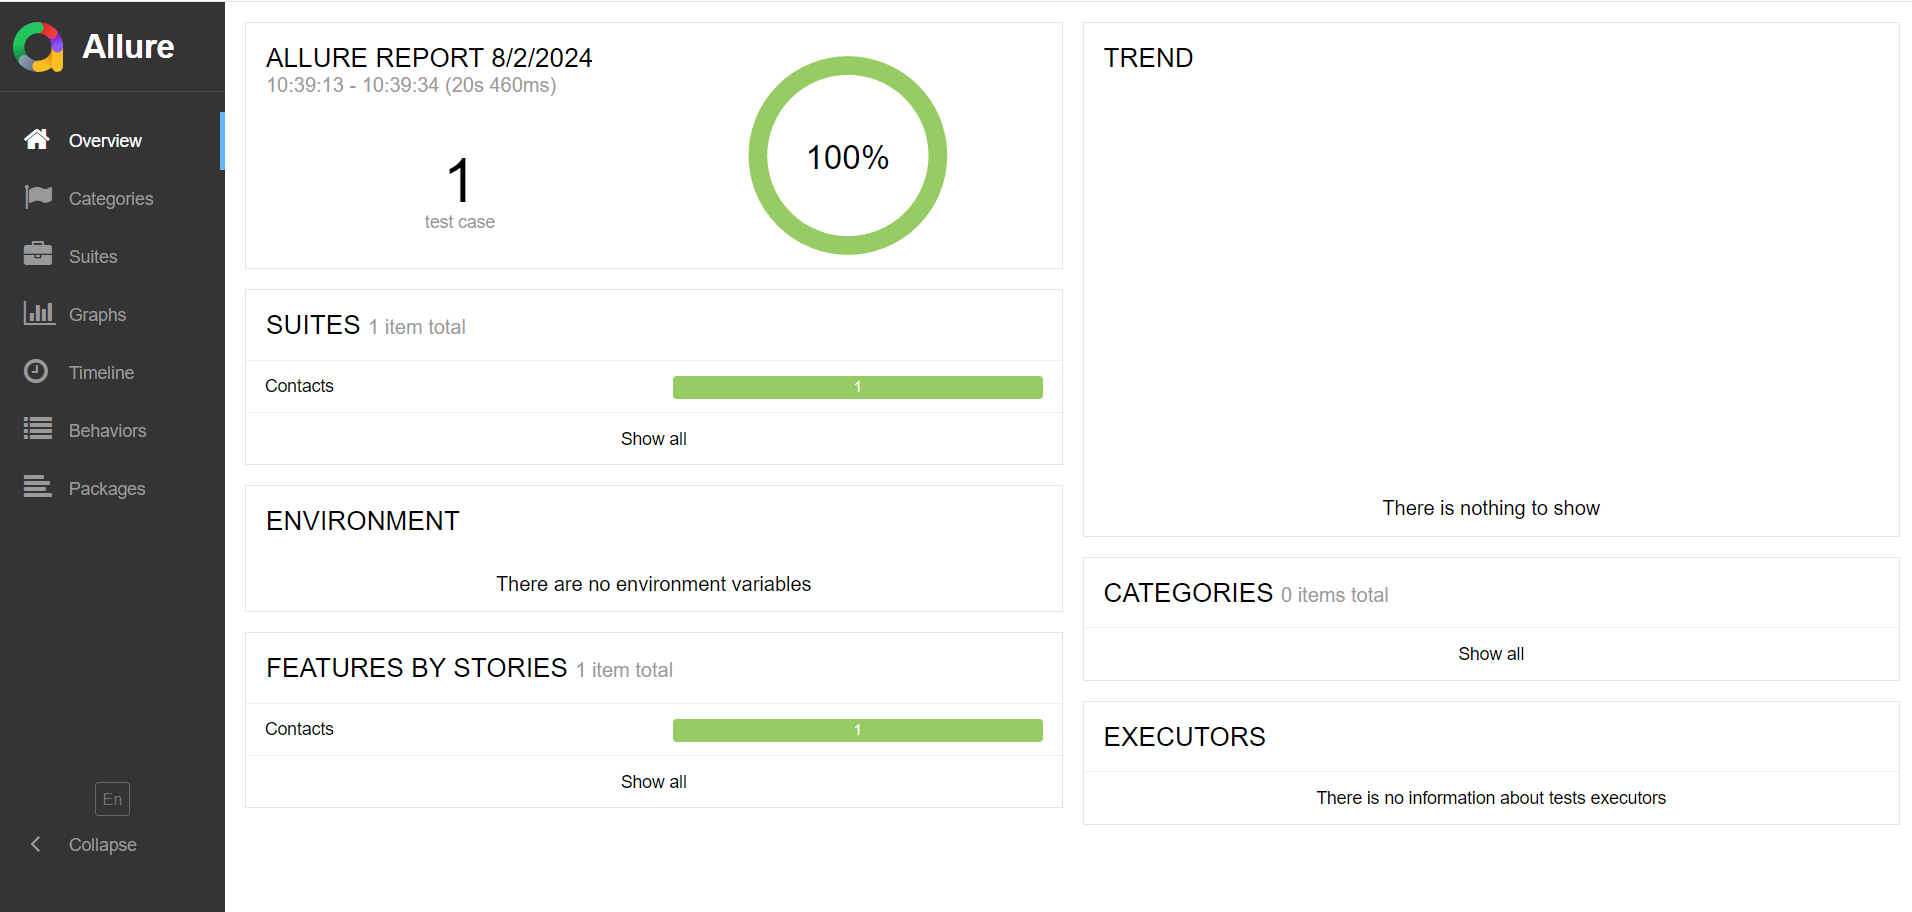 Allure
Overview
Categories
Suites
Graphs
Timeline
Behaviors
Packages
En
Collapse
ALLURE REPORT 8/2/2024
10:39:13 - 10:39:34 (20s 460ms)
1
test case
100%
SUITES 1 item total
Contacts 1
Show all
ENVIRONMENT
There are no environment variables
FEATURES BY STORIES 1 item total
Contacts 1
Show all
TREND
There is nothing to show
CATEGORIES 0 items total
Show all
EXECUTORS
There is no information about tests executors